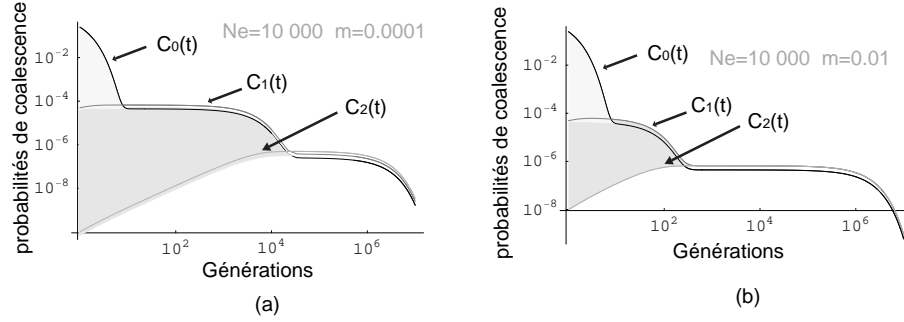 probabilités de coalescence
10⁻²
10⁻⁴
10⁻⁶
10⁻⁸
C₀(t)
Ne=10 000 m=0.0001
C₁(t)
C₂(t)
10²
10⁴
10⁶
Générations
(a)
probabilités de coalescence
10⁻²
10⁻⁴
10⁻⁶
10⁻⁸
C₀(t)
Ne=10 000 m=0.01
C₁(t)
C₂(t)
10²
10⁴
10⁶
Générations
(b)